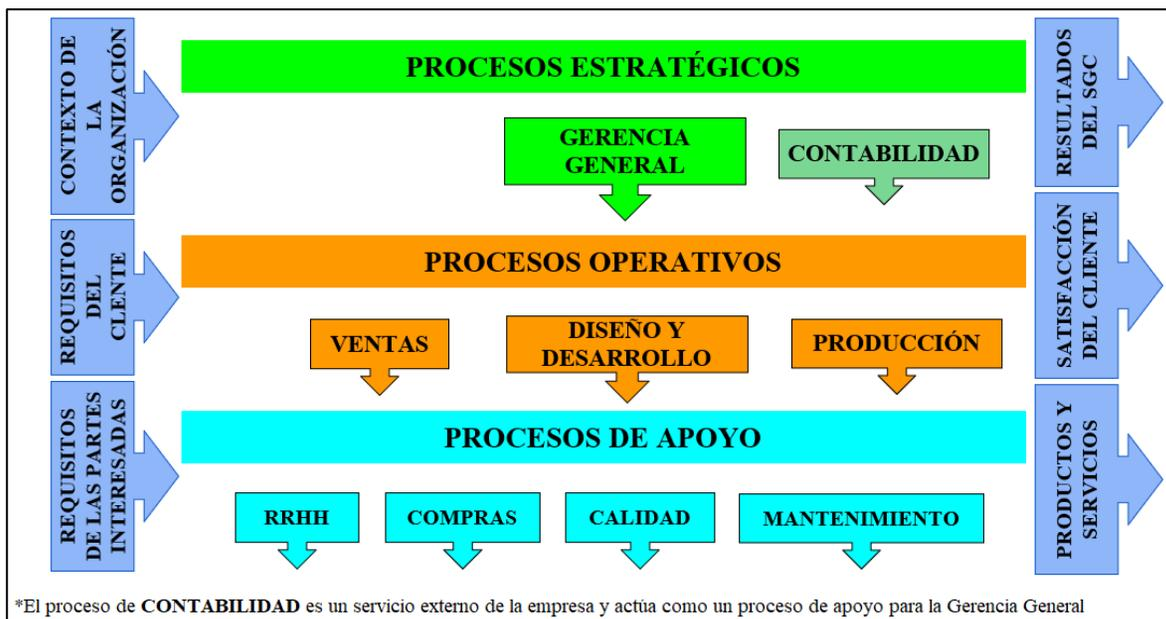 CONTEXTO DE
LA
ORGANIZACIÓN
PROCESOS ESTRATÉGICOS
GERENCIA
GENERAL
CONTABILIDAD
RESULTADOS
DEL SGC
REQUISITOS
DEL
CLENTE
PROCESOS OPERATIVOS
VENTAS
DISEÑO Y
DESARROLLO
PRODUCCIÓN
SATISFACCIÓN
DEL CLIENTE
REQUISITOS
DE LAS PARTES
INTERESADAS
PROCESOS DE APOYO
RRHH
COMPRAS
CALIDAD
MANTENIMIENTO
PRODUCTOS Y
SERVICIOS
*El proceso de CONTABILIDAD es un servicio externo de la empresa y actúa como un proceso de apoyo para la Gerencia General